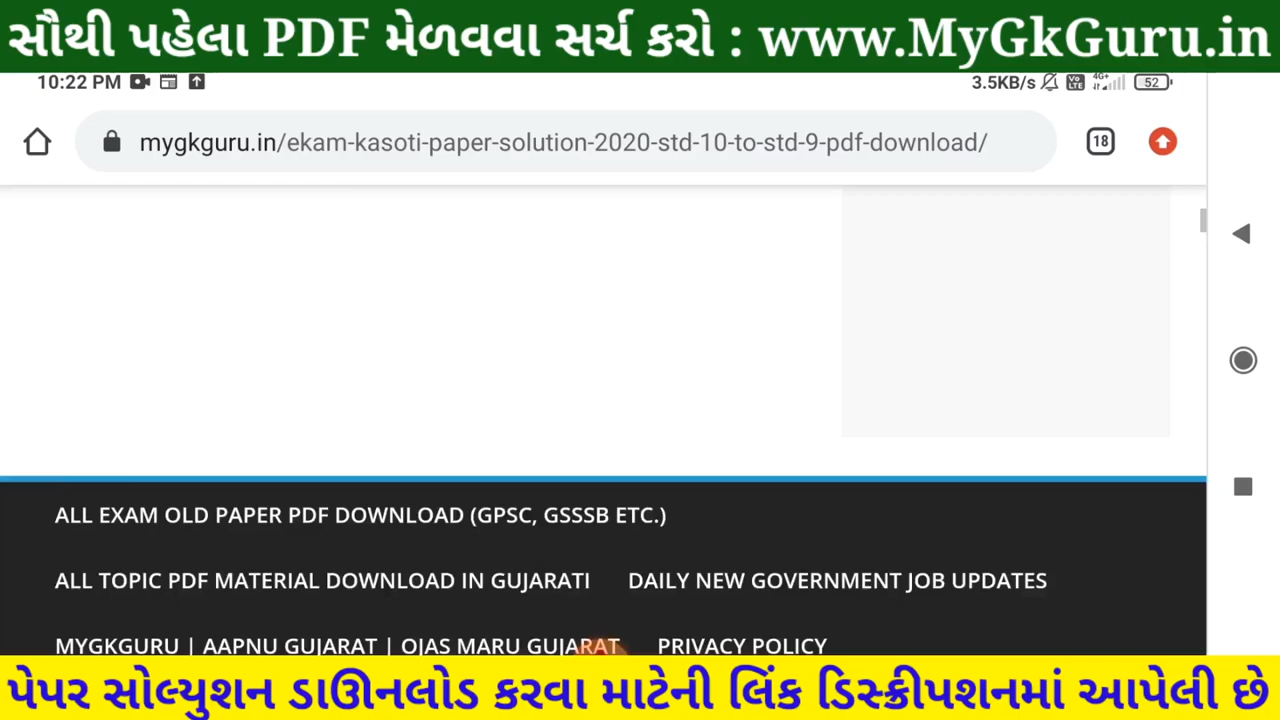 સૌથી પહેલા PDF મેળવવા સર્ચ કરો : www.MyGkGuru.in
10:22 PM 3.5KB/s Vo LTE 4G+ 52
mygkguru.in/ekam-kasoti-paper-solution-2020-std-10-to-std-9-pdf-download/ 18
ALL EXAM OLD PAPER PDF DOWNLOAD (GPSC, GSSSB ETC.)
ALL TOPIC PDF MATERIAL DOWNLOAD IN GUJARATI DAILY NEW GOVERNMENT JOB UPDATES
MYGKGURU | AAPNU GUJARAT | OJAS MARU GUJARAT PRIVACY POLICY
પેપર સોલ્યુશન ડાઊનલોડ કરવા માટેની લિંક ડિસ્ક્રીપશનમાં આપેલી છે